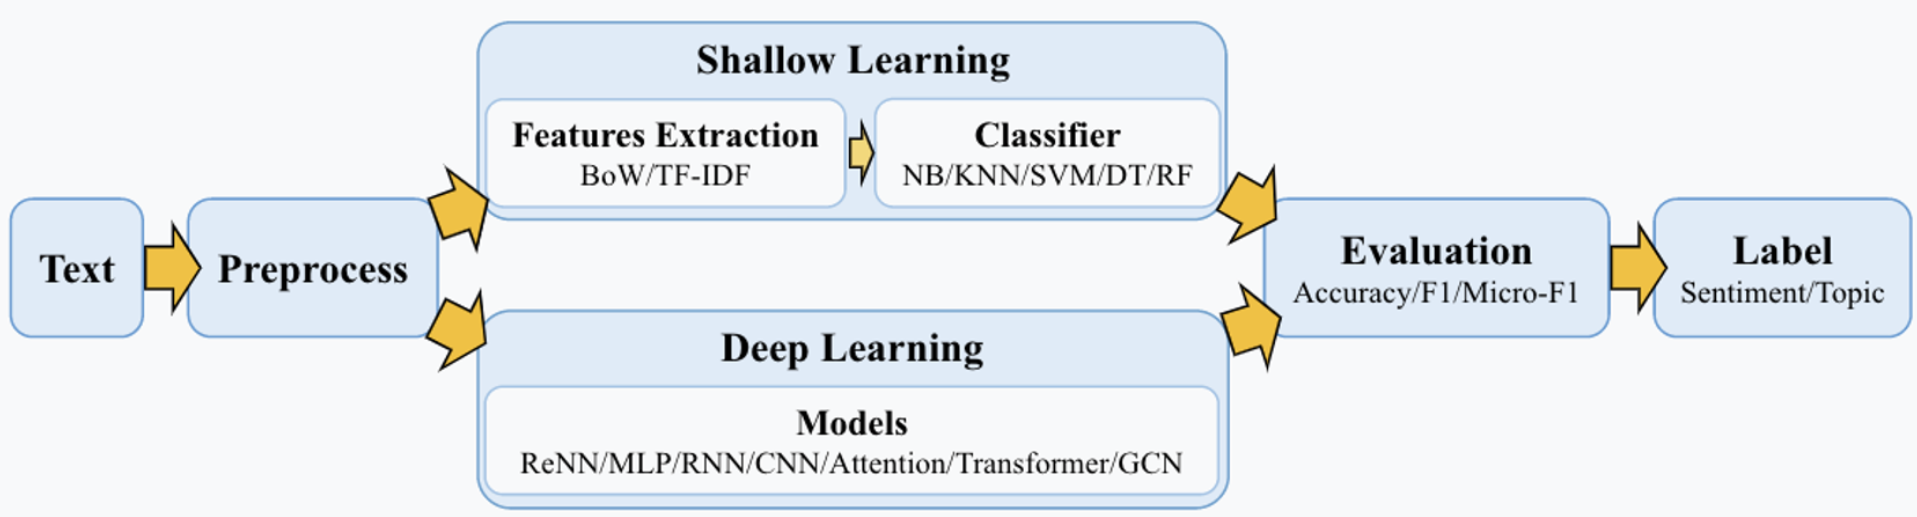 Text
Preprocess
Shallow Learning
Features Extraction
BoW/TF-IDF
Classifier
NB/KNN/SVM/DT/RF
Deep Learning
Models
ReNN/MLP/RNN/CNN/Attention/Transformer/GCN
Evaluation
Accuracy/F1/Micro-F1
Label
Sentiment/Topic